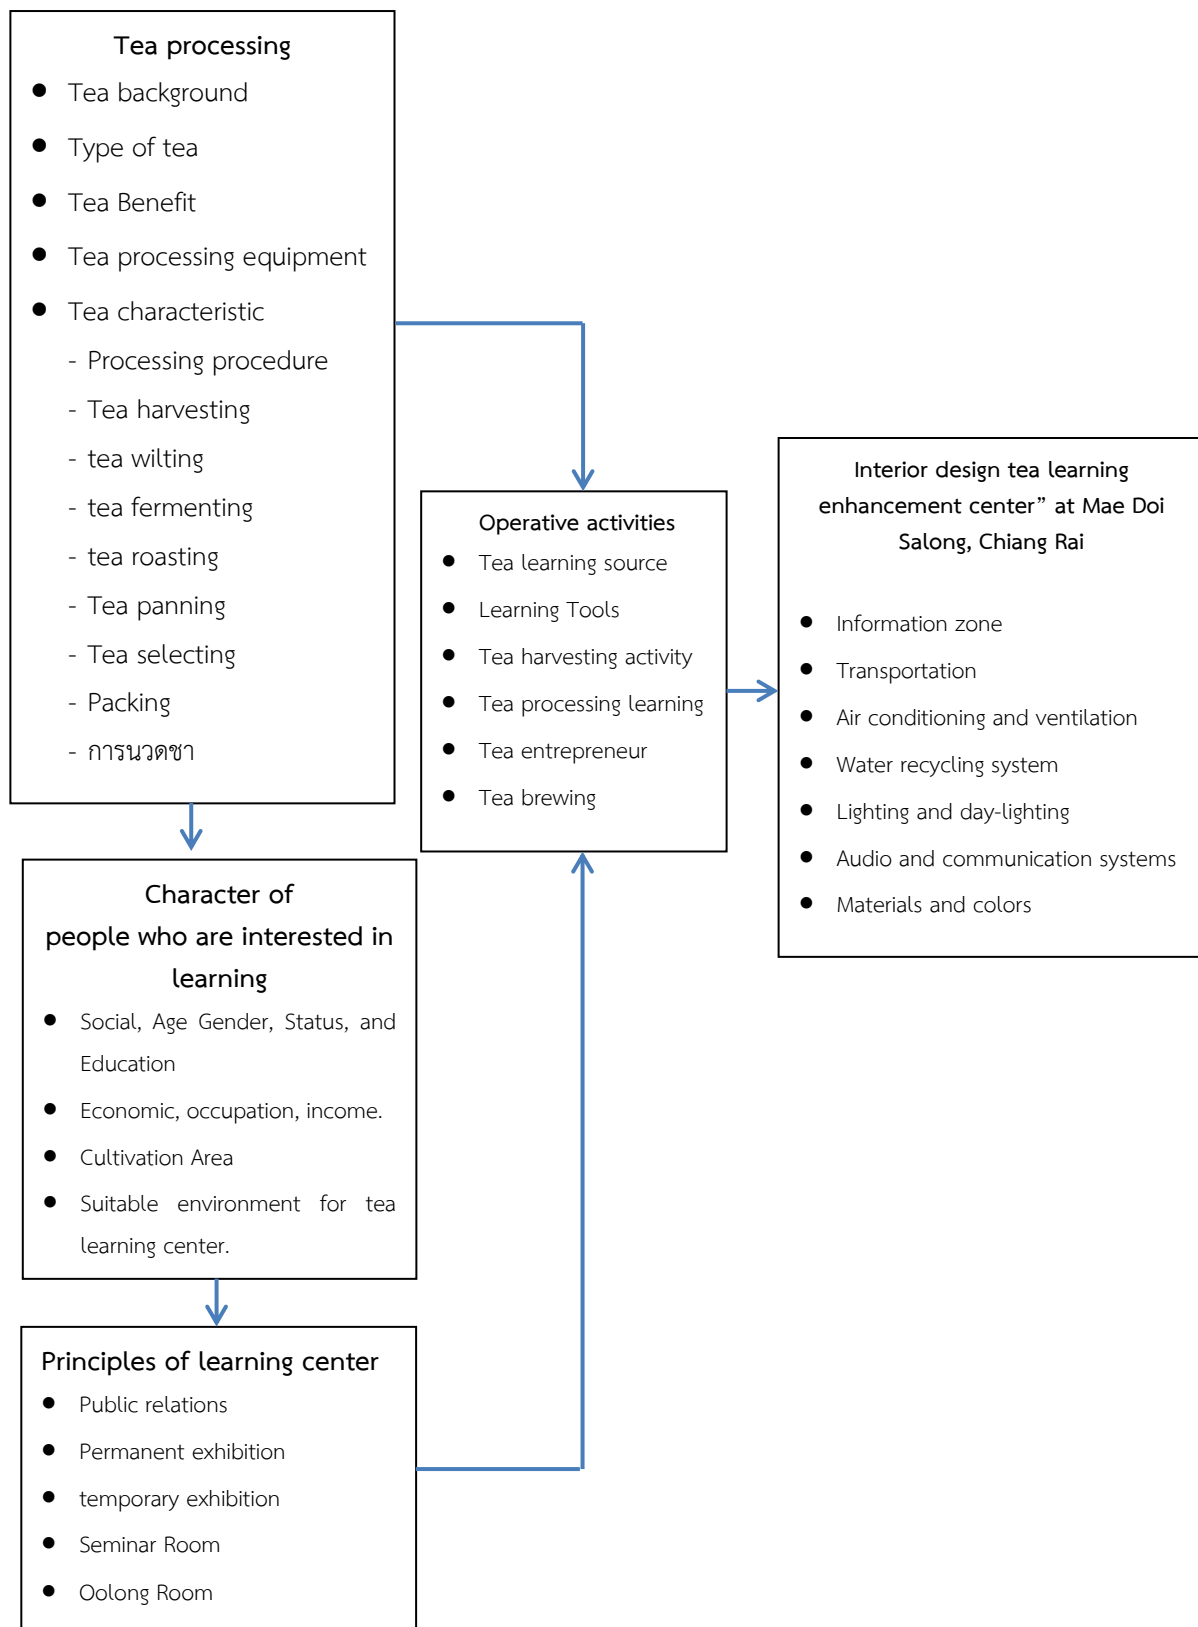 Tea processing
● Tea background
● Type of tea
● Tea Benefit
● Tea processing equipment
● Tea characteristic
- Processing procedure
- Tea harvesting
- tea wilting
- tea fermenting
- tea roasting
- Tea panning
- Tea selecting
- Packing
- การนวดชา
Character of
people who are interested in
learning
● Social, Age Gender, Status, and
Education
● Economic, occupation, income.
● Cultivation Area
● Suitable environment for tea
learning center.
Principles of learning center
● Public relations
● Permanent exhibition
● temporary exhibition
● Seminar Room
● Oolong Room
Operative activities
● Tea learning source
● Learning Tools
● Tea harvesting activity
● Tea processing learning
● Tea entrepreneur
● Tea brewing
Interior design tea learning
enhancement center” at Mae Doi
Salong, Chiang Rai
● Information zone
● Transportation
● Air conditioning and ventilation
● Water recycling system
● Lighting and day-lighting
● Audio and communication systems
● Materials and colors